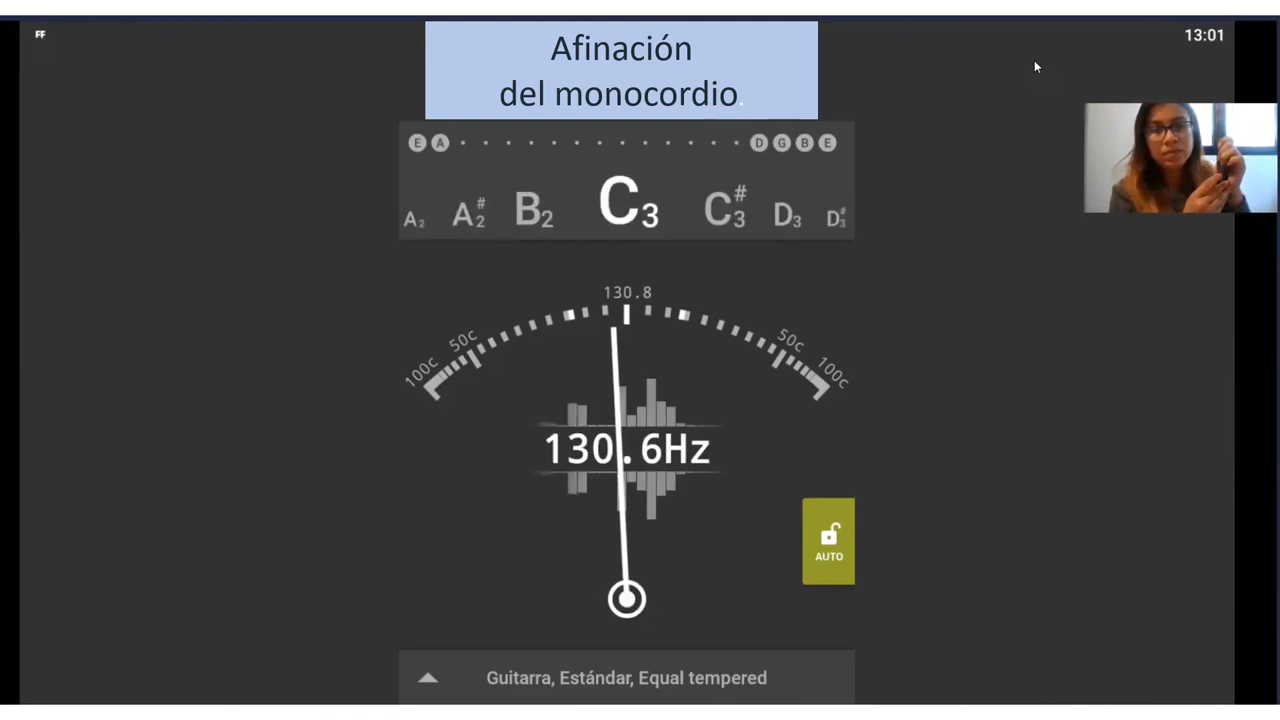 FF
13:01
Afinación
del monocordio.
E A D G B E
A2 A#2 B2 C3 C#3 D3 D#3
130.8
100c 50c 50c 100c
130.6Hz
AUTO
Guitarra, Estándar, Equal tempered